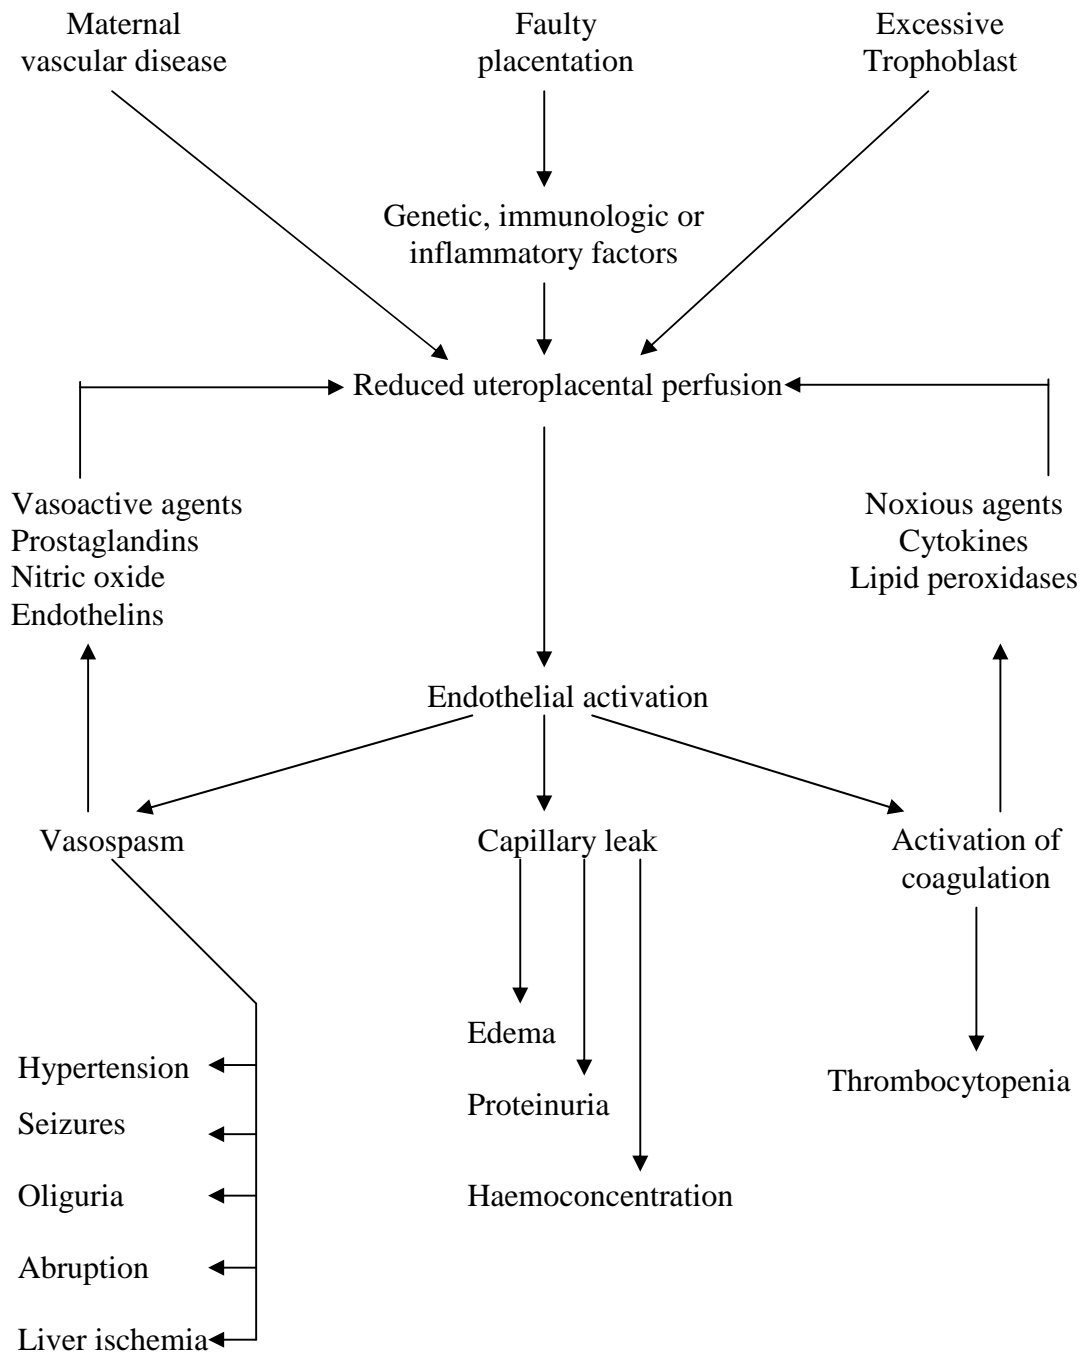 Maternal
vascular disease
Faulty
placentation
Excessive
Trophoblast
Genetic, immunologic or
inflammatory factors
Reduced uteroplacental perfusion
Vasoactive agents
Prostaglandins
Nitric oxide
Endothelins
Noxious agents
Cytokines
Lipid peroxidases
Endothelial activation
Vasospasm
Capillary leak
Activation of
coagulation
Hypertension
Seizures
Oliguria
Abruption
Liver ischemia
Edema
Proteinuria
Haemoconcentration
Thrombocytopenia